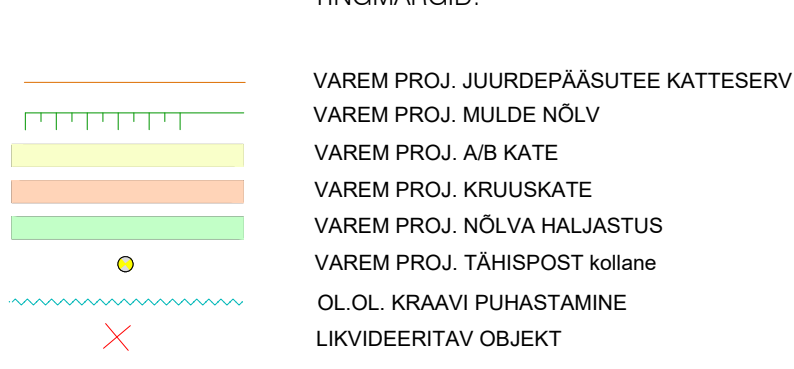 TINGMÄRGID:
VAREM PROJ. JUURDEPÄÄSUTEE KATTESERV
VAREM PROJ. MULDE NÕLV
VAREM PROJ. A/B KATE
VAREM PROJ. KRUUSKATE
VAREM PROJ. NÕLVA HALJASTUS
VAREM PROJ. TÄHISPOST kollane
OL.OL. KRAAVI PUHASTAMINE
LIKVIDEERITAV OBJEKT